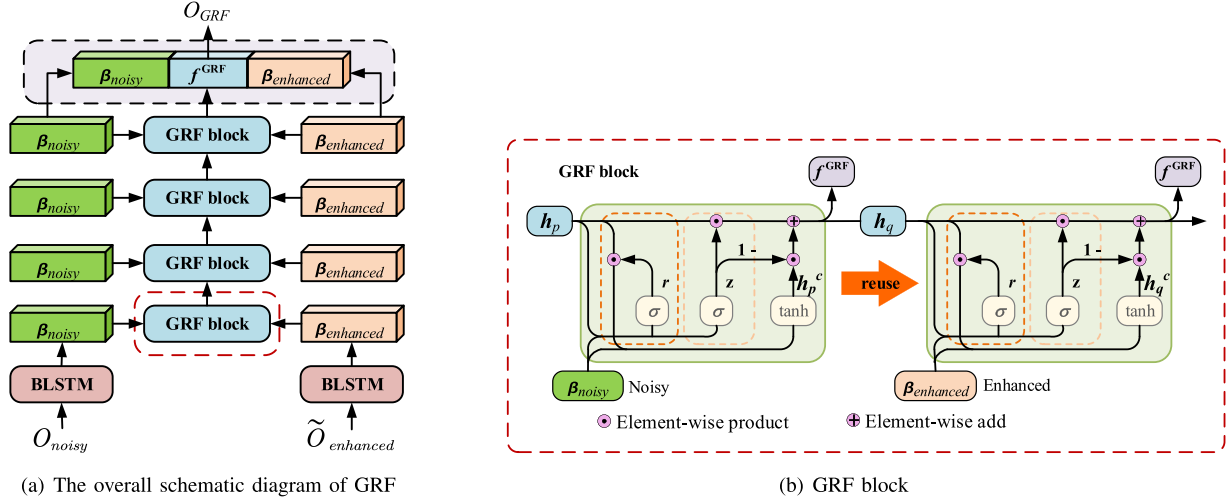 O_GRF
β_noisy f^GRF β_enhanced
β_noisy GRF block β_enhanced
β_noisy GRF block β_enhanced
β_noisy GRF block β_enhanced
β_noisy GRF block β_enhanced
BLSTM BLSTM
O_noisy Õ_enhanced
(a) The overall schematic diagram of GRF
GRF block f^GRF f^GRF
h_p h_q
1 - 1 -
r z h_p^c reuse r z h_q^c
σ σ tanh σ σ tanh
β_noisy Noisy β_enhanced Enhanced
Element-wise product Element-wise add
(b) GRF block